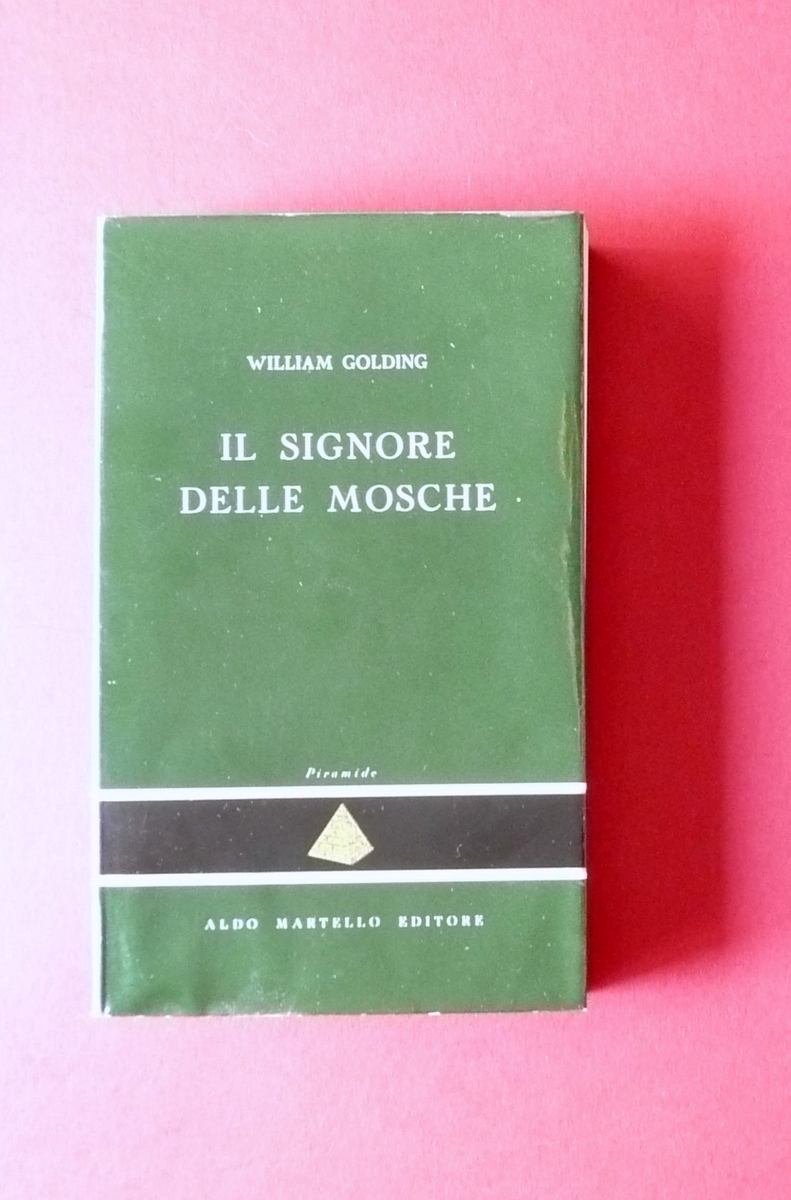 WILLIAM GOLDING
IL SIGNORE
DELLE MOSCHE
Piramide
ALDO MARTELLO EDITORE